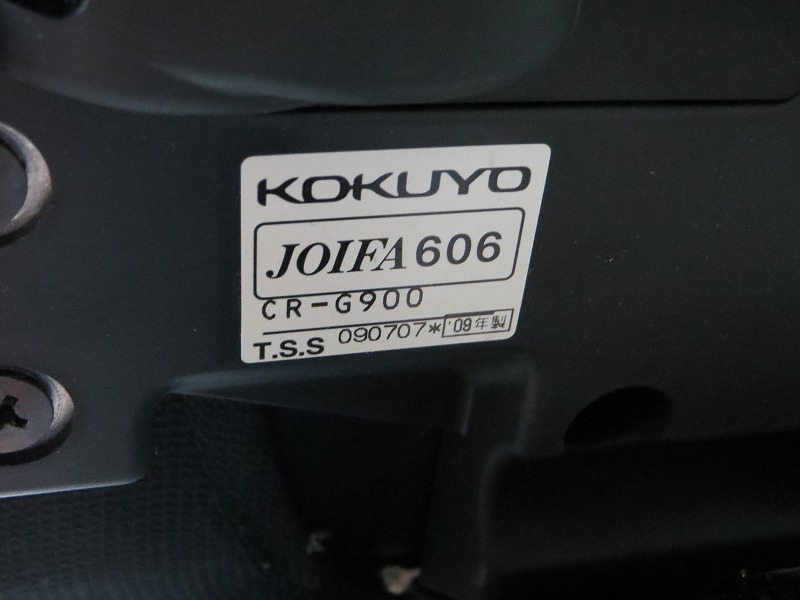 KOKUYO
JOIFA 606
CR-G900
T.S.S 090707* '09年製